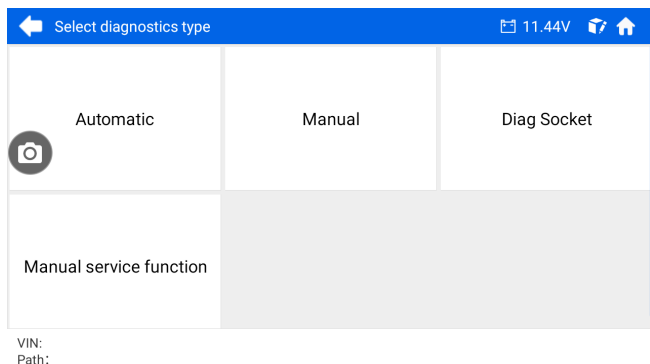 Select diagnostics type 11.44V
Automatic Manual Diag Socket
Manual service function
VIN:
Path: